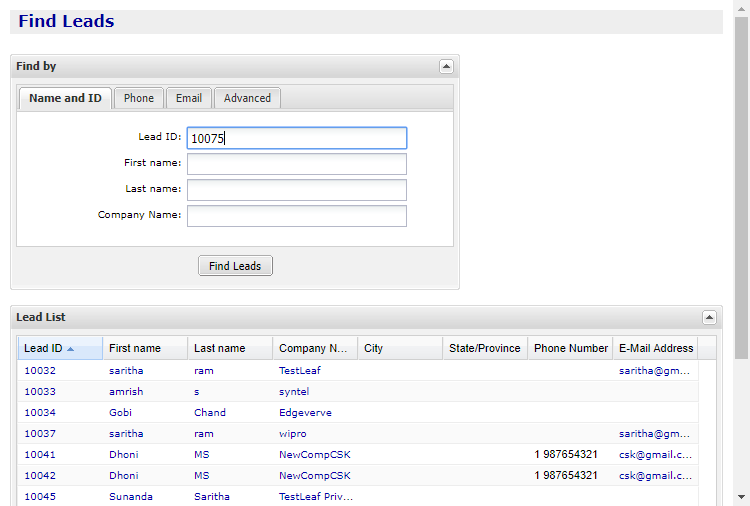 Find Leads
Find by
Name and ID Phone Email Advanced
Lead ID: 10075
First name:
Last name:
Company Name:
Find Leads
Lead List
Lead ID First name Last name Company N... City State/Province Phone Number E-Mail Address
10032 saritha ram TestLeaf saritha@gm...
10033 amrish s syntel
10034 Gobi Chand Edgeverve
10037 saritha ram wipro saritha@gm...
10041 Dhoni MS NewCompCSK 1 987654321 csk@gmail.c...
10042 Dhoni MS NewCompCSK 1 987654321 csk@gmail.c...
10045 Sunanda Saritha TestLeaf Priv...